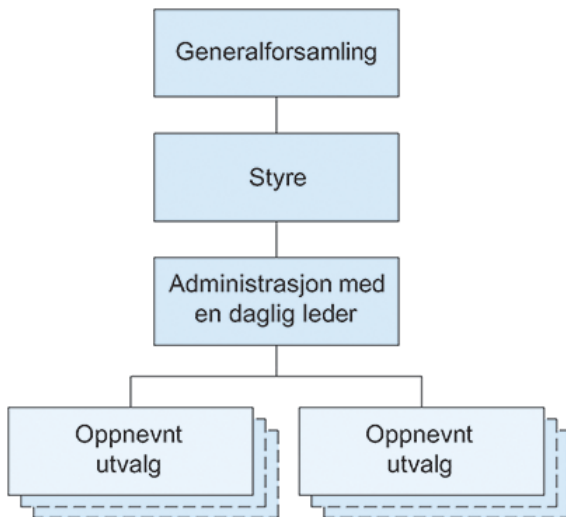 Generalforsamling
Styre
Administrasjon med
en daglig leder
Oppnevnt
utvalg
Oppnevnt
utvalg